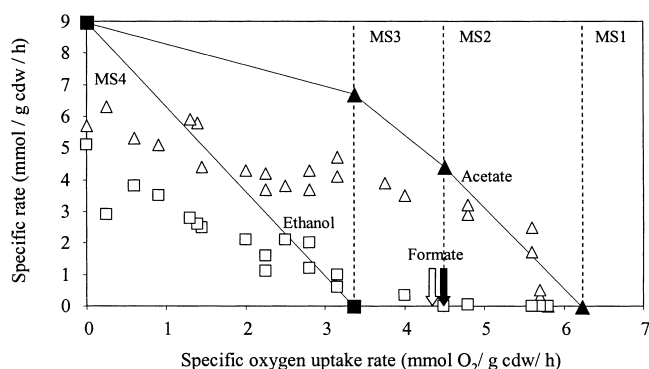 9
8
7
6
5
4
3
2
1
0
Specific rate (mmol / g cdw / h)
MS4
MS3
MS2
MS1
Acetate
Ethanol
Formate
0 1 2 3 4 5 6 7
Specific oxygen uptake rate (mmol O₂/ g cdw/ h)